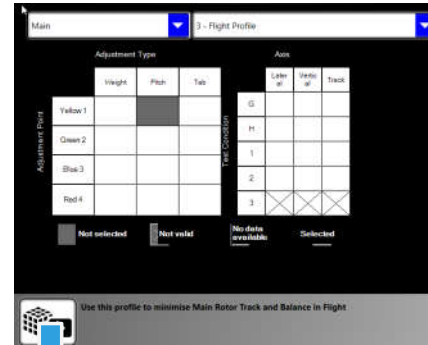 Main
3 - Flight Profile
Adjustment Type
Axis
Weight Pitch Tab
Later
al
Vertic
al
Track
Adjustment Point
Yellow 1
Green 2
Blue 3
Red 4
Test Condition
G
H
1
2
3
Not selected
Not valid
No data
available
Selected
Use this profile to minimise Main Rotor Track and Balance in Flight